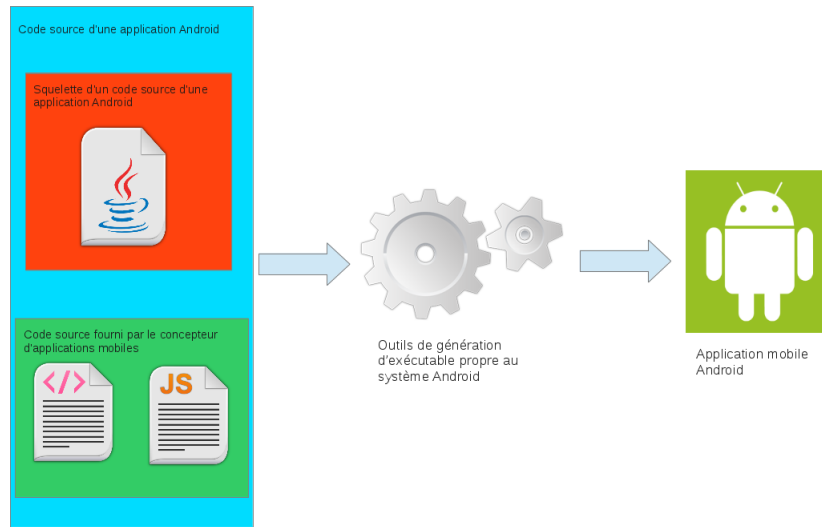 Code source d'une application Android
Squelette d'un code source d'une
application Android
Code source fourni par le concepteur
d'applications mobiles
</>
JS
Outils de génération
d'exécutable propre au
système Android
Application mobile
Android